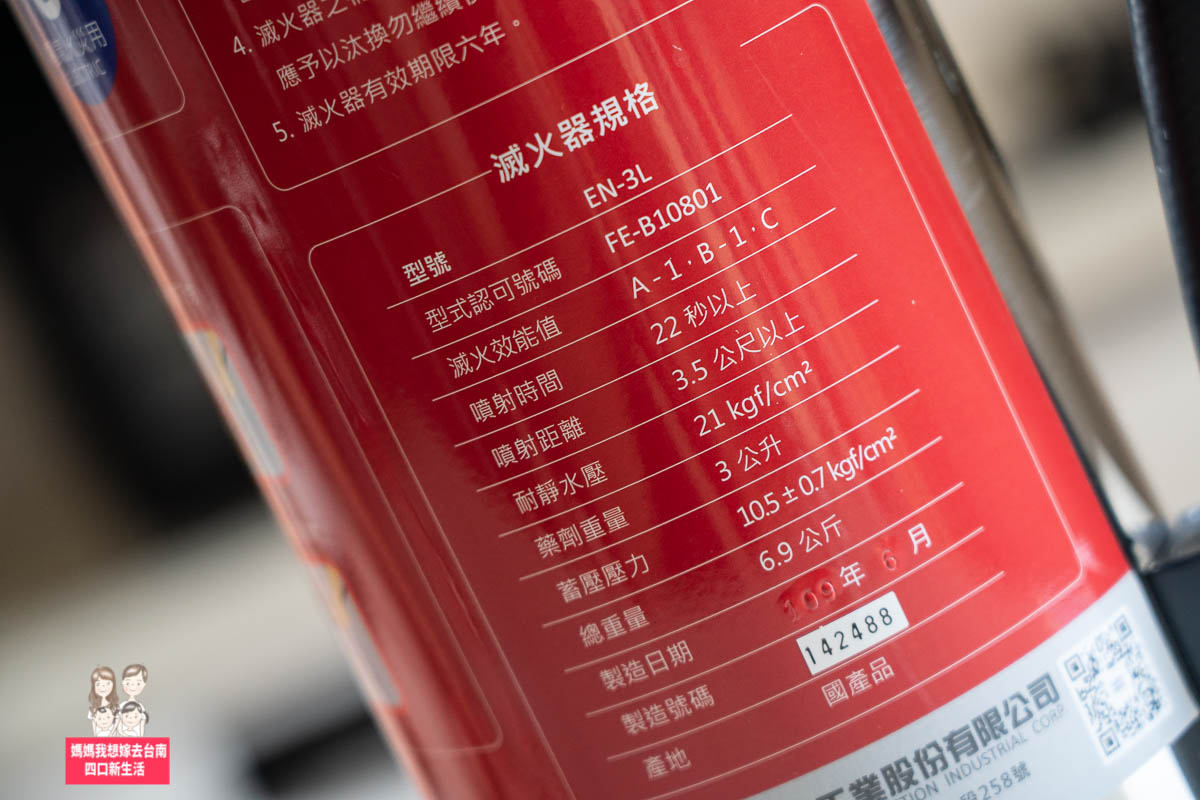 4. 滅火器之
應予以汰換勿繼續
5. 滅火器有效期限六年。
滅火器規格
型號 EN-3L
型式認可號碼 FE-B10801
滅火效能值 A-1·B-1·C
噴射時間 22 秒以上
噴射距離 3.5 公尺以上
耐靜水壓 21 kgf/cm²
藥劑重量 3 公升
蓄壓壓力 10.5 ± 0.7 kgf/cm²
總重量 6.9 公斤
製造日期 109 年 6 月
製造號碼 142488
產地 國產品
工業股份有限公司
INDUSTRIAL CORP
258號
媽媽我想嫁去台南
四口新生活